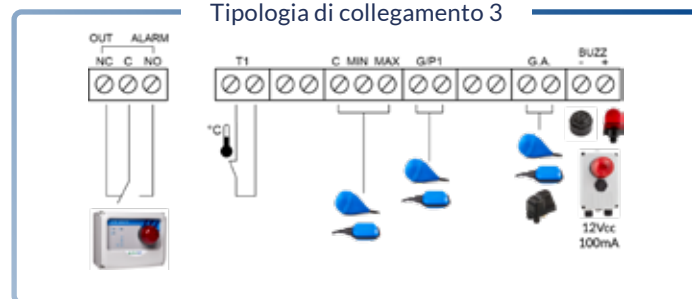 Tipologia di collegamento 3
OUT ALARM
NC C NO
T1
C MIN MAX
G/P1
G.A.
BUZZ
- +
°C
12Vcc
100mA